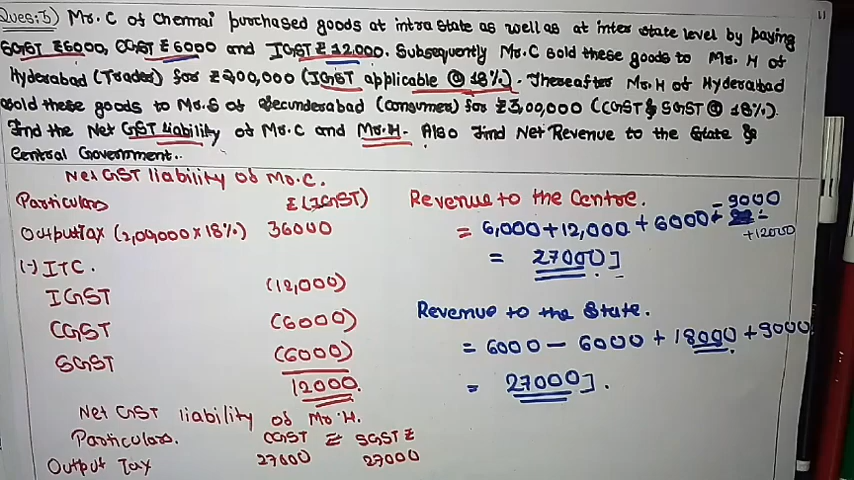 Ques:5) Mr. C of Chennai purchased goods at intra state as well as at inter state level by paying
SGST ₹6000, CGST ₹6000 and IGST ₹12,000. Subsequently Mr. C sold these goods to Mr. H of
Hyderabad (Trader) for ₹2,00,000 (IGST applicable @ 18%). Thereafter Mr. H of Hyderabad
sold these goods to Mr. S of Secunderabad (Consumer) for ₹3,00,000 (CGST & SGST @ 18%).
Find the Net GST liability of Mr. C and Mr. H. Also Find Net Revenue to the State &
Central Government.
Net GST liability of Mr. C.
Particulars ₹ (IGST)
Output Tax (2,00,000 x 18%) 36000
(-) ITC.
IGST (12,000)
CGST (6000)
SGST (6000)
12000
Net GST liability of Mr. H.
Particulars. CGST ₹ SGST ₹
Output Tax 27000 27000
Revenue to the Centre.
= 6,000 + 12,000 + 6000 + - 9000
+12000
= 27000]
Revenue to the State.
= 6000 - 6000 + 18000 + 9000
= 27000].
11